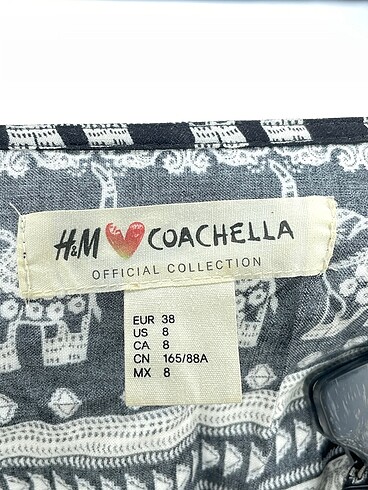 H&M COACHELLA
OFFICIAL COLLECTION
EUR 38
US 8
CA 8
CN 165/88A
MX 8